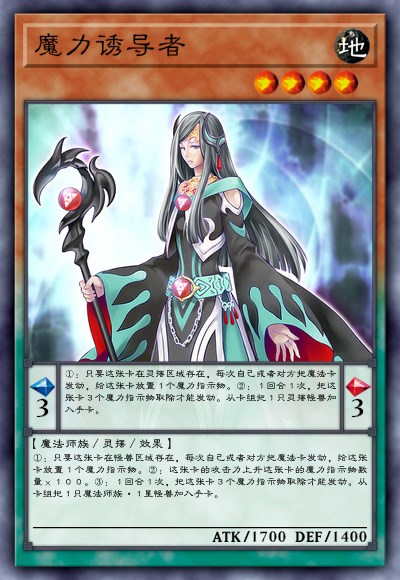 魔力诱导者
地
①：只要这张卡在灵摆区域存在，每次自己或者对方把魔法卡
发动，给这张卡放置1个魔力指示物。②：1回合1次，把这
张卡3个魔力指示物取除才能发动。从卡组把1只灵摆怪兽加
入手卡。
3
3
【魔法师族／灵摆／效果】
①：只要这张卡在怪兽区域存在，每次自己或者对方把魔法卡发动，给这张
卡放置1个魔力指示物。②：这张卡的攻击力上升这张卡的魔力指示物数
量×100。③：1回合1次，把这张卡3个魔力指示物取除才能发动。从
卡组把1只魔法师族·1星怪兽加入手卡。
ATK/1700 DEF/1400